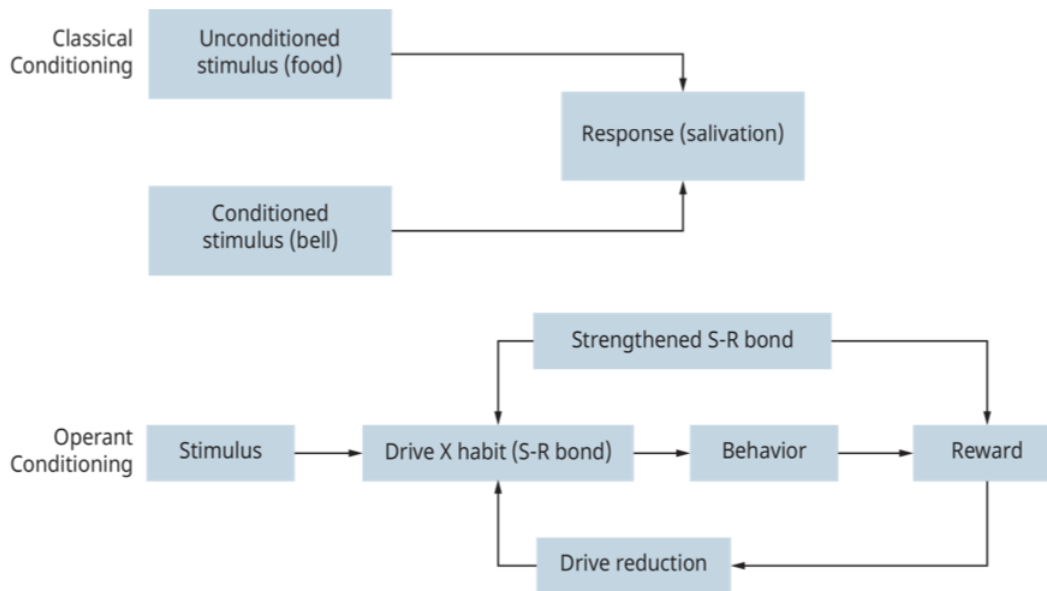 Classical
Conditioning
Unconditioned
stimulus (food)
Response (salivation)
Conditioned
stimulus (bell)
Strengthened S-R bond
Operant
Conditioning
Stimulus
Drive X habit (S-R bond)
Behavior
Reward
Drive reduction